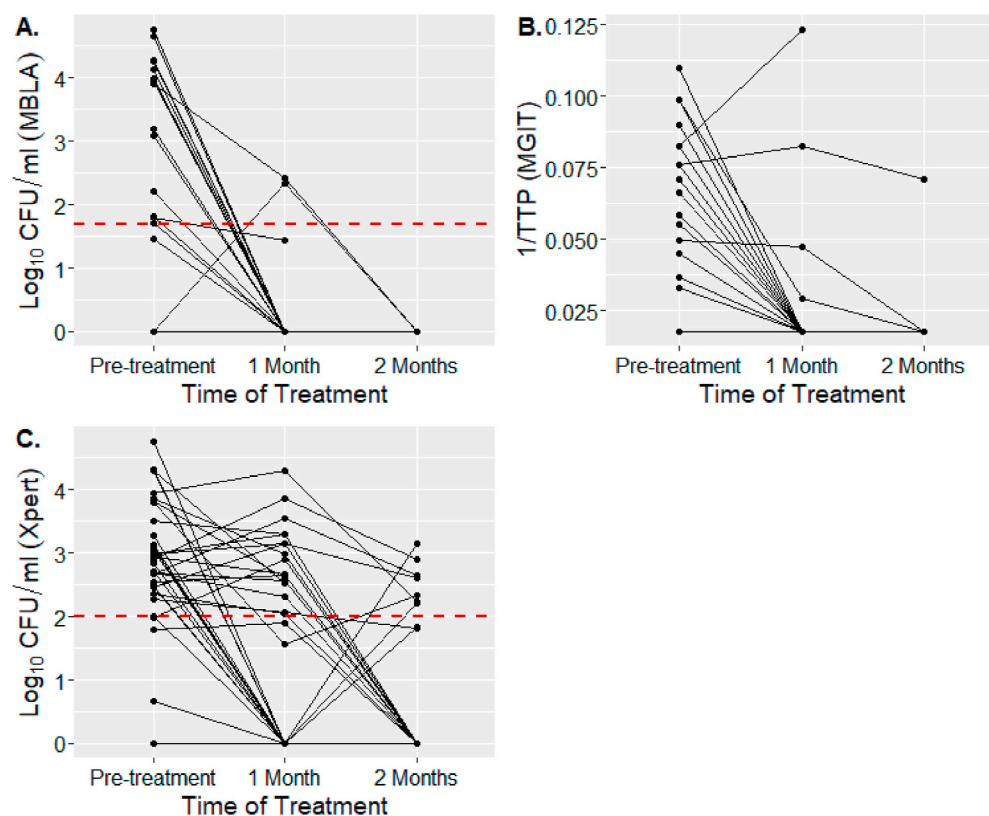 A.
Log10 CFU/ml (MBLA)
4
3
2
1
0
Pre-treatment 1 Month 2 Months
Time of Treatment
B.
1/TTP (MGIT)
0.125
0.100
0.075
0.050
0.025
Pre-treatment 1 Month 2 Months
Time of Treatment
C.
Log10 CFU/ml (Xpert)
4
3
2
1
0
Pre-treatment 1 Month 2 Months
Time of Treatment